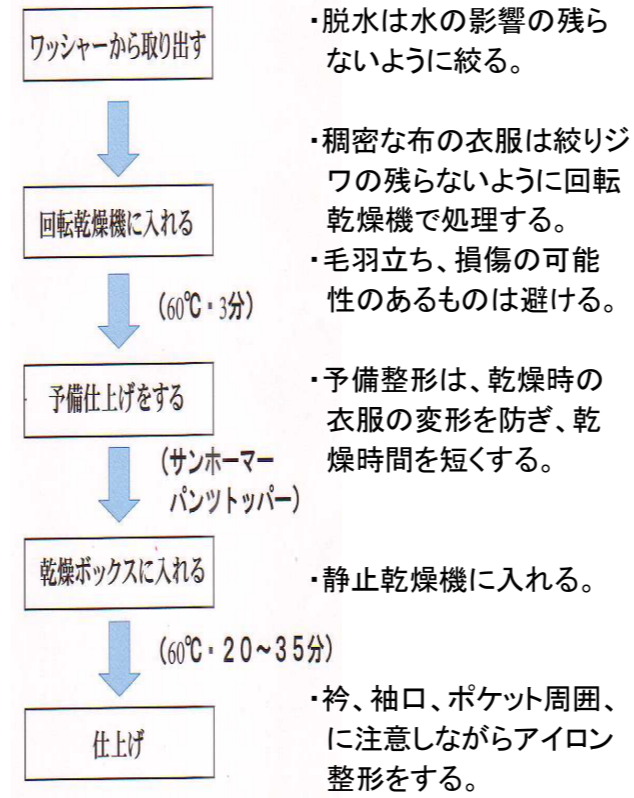 ワッシャーから取り出す
・脱水は水の影響の残ら
ないように絞る。
・稠密な布の衣服は絞りジ
ワの残らないように回転
乾燥機で処理する。
回転乾燥機に入れる
・毛羽立ち、損傷の可能
性のあるものは避ける。
(60℃・3分)
予備仕上げをする
・予備整形は、乾燥時の
衣服の変形を防ぎ、乾
燥時間を短くする。
(サンホーマー
パンツトッパー)
乾燥ボックスに入れる
・静止乾燥機に入れる。
(60℃・20～35分)
・衿、袖口、ポケット周囲、
に注意しながらアイロン
整形をする。
仕上げ